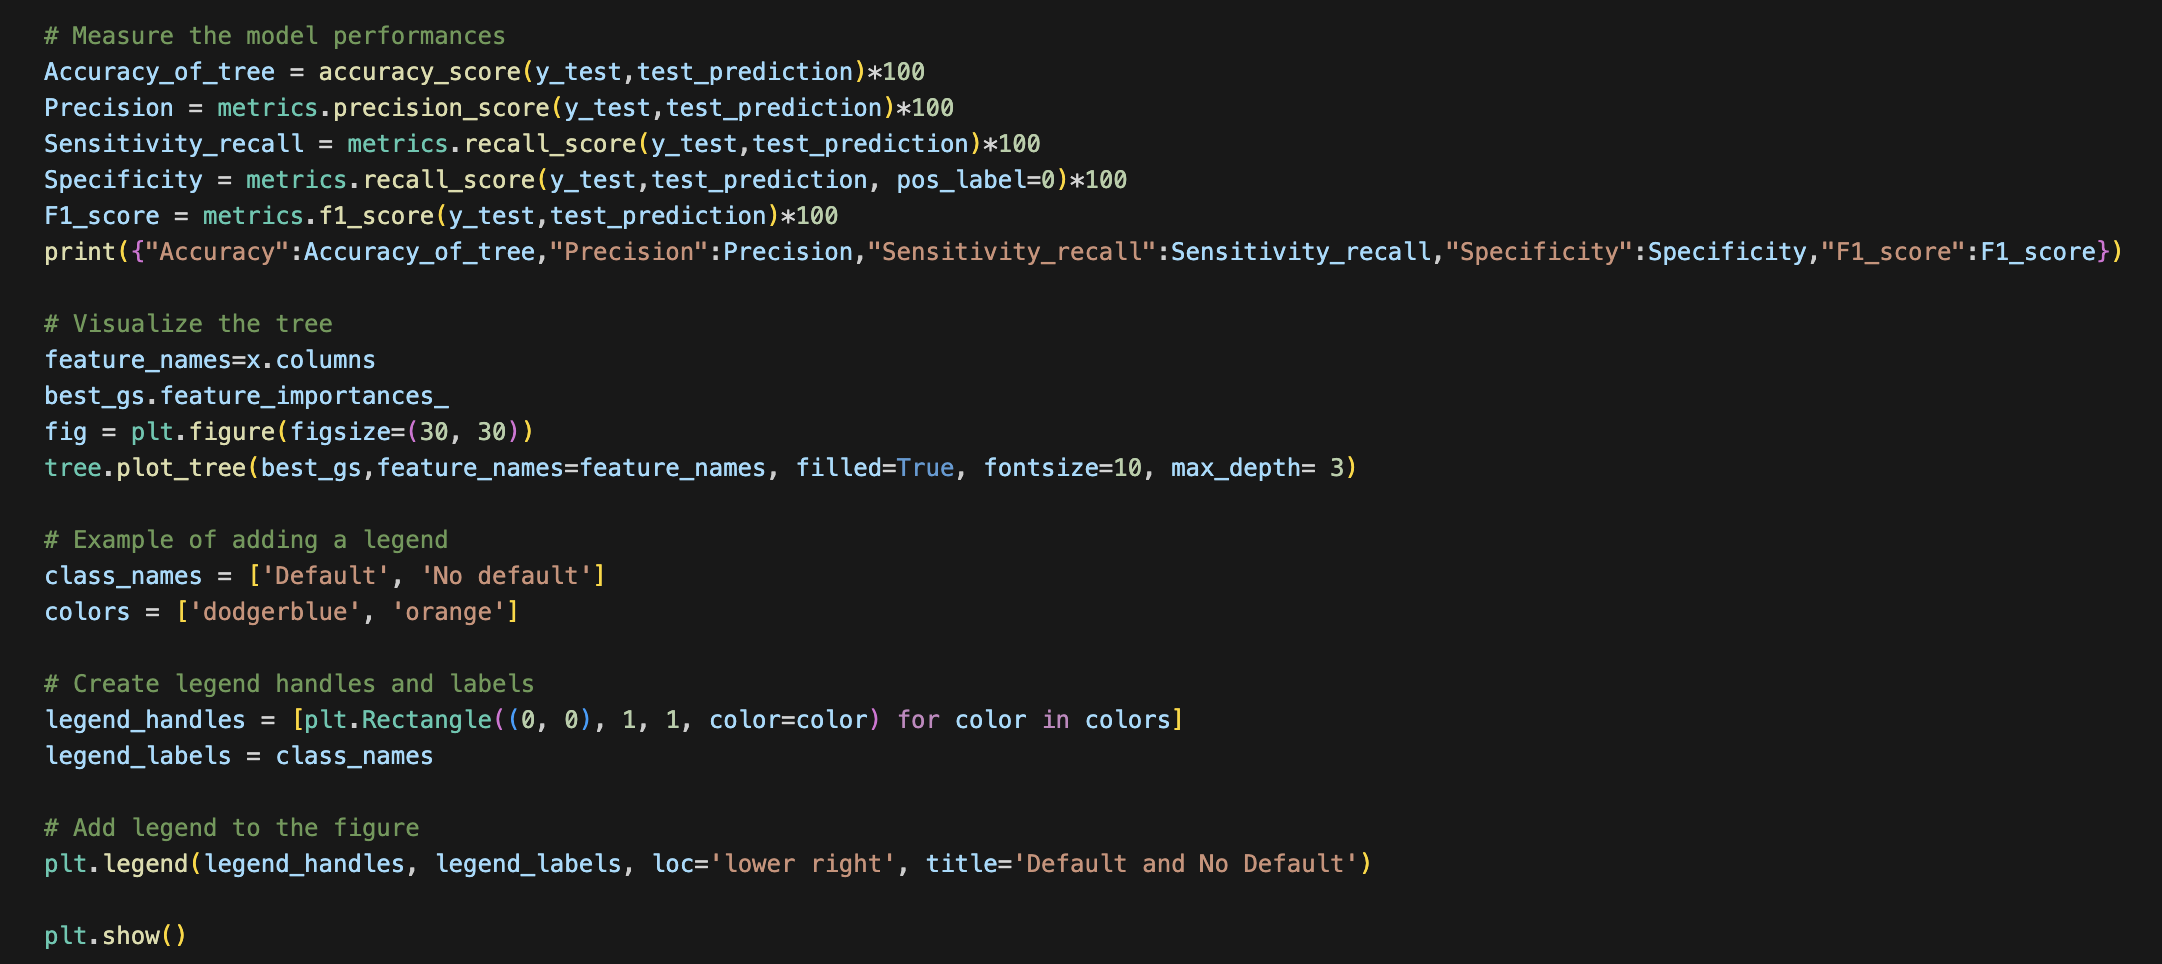 # Measure the model performances
Accuracy_of_tree = accuracy_score(y_test,test_prediction)*100
Precision = metrics.precision_score(y_test,test_prediction)*100
Sensitivity_recall = metrics.recall_score(y_test,test_prediction)*100
Specificity = metrics.recall_score(y_test,test_prediction, pos_label=0)*100
F1_score = metrics.f1_score(y_test,test_prediction)*100
print({"Accuracy":Accuracy_of_tree,"Precision":Precision,"Sensitivity_recall":Sensitivity_recall,"Specificity":Specificity,"F1_score":F1_score})
# Visualize the tree
feature_names=x.columns
best_gs.feature_importances_
fig = plt.figure(figsize=(30, 30))
tree.plot_tree(best_gs,feature_names=feature_names, filled=True, fontsize=10, max_depth= 3)
# Example of adding a legend
class_names = ['Default', 'No default']
colors = ['dodgerblue', 'orange']
# Create legend handles and labels
legend_handles = [plt.Rectangle((0, 0), 1, 1, color=color) for color in colors]
legend_labels = class_names
# Add legend to the figure
plt.legend(legend_handles, legend_labels, loc='lower right', title='Default and No Default')
plt.show()